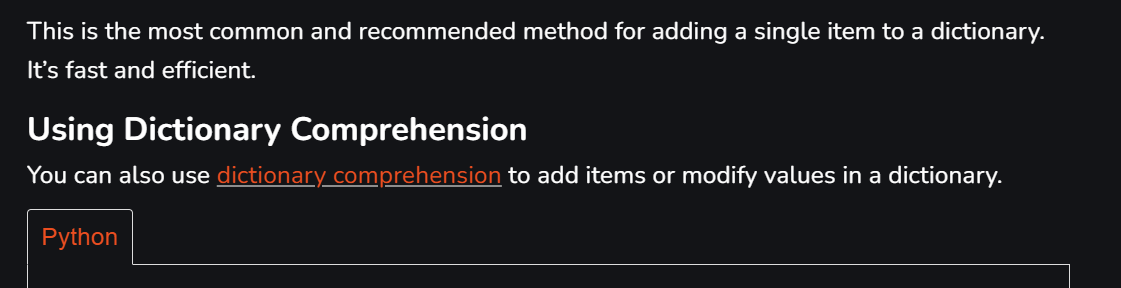 This is the most common and recommended method for adding a single item to a dictionary.
It’s fast and efficient.
Using Dictionary Comprehension
You can also use dictionary comprehension to add items or modify values in a dictionary.
Python